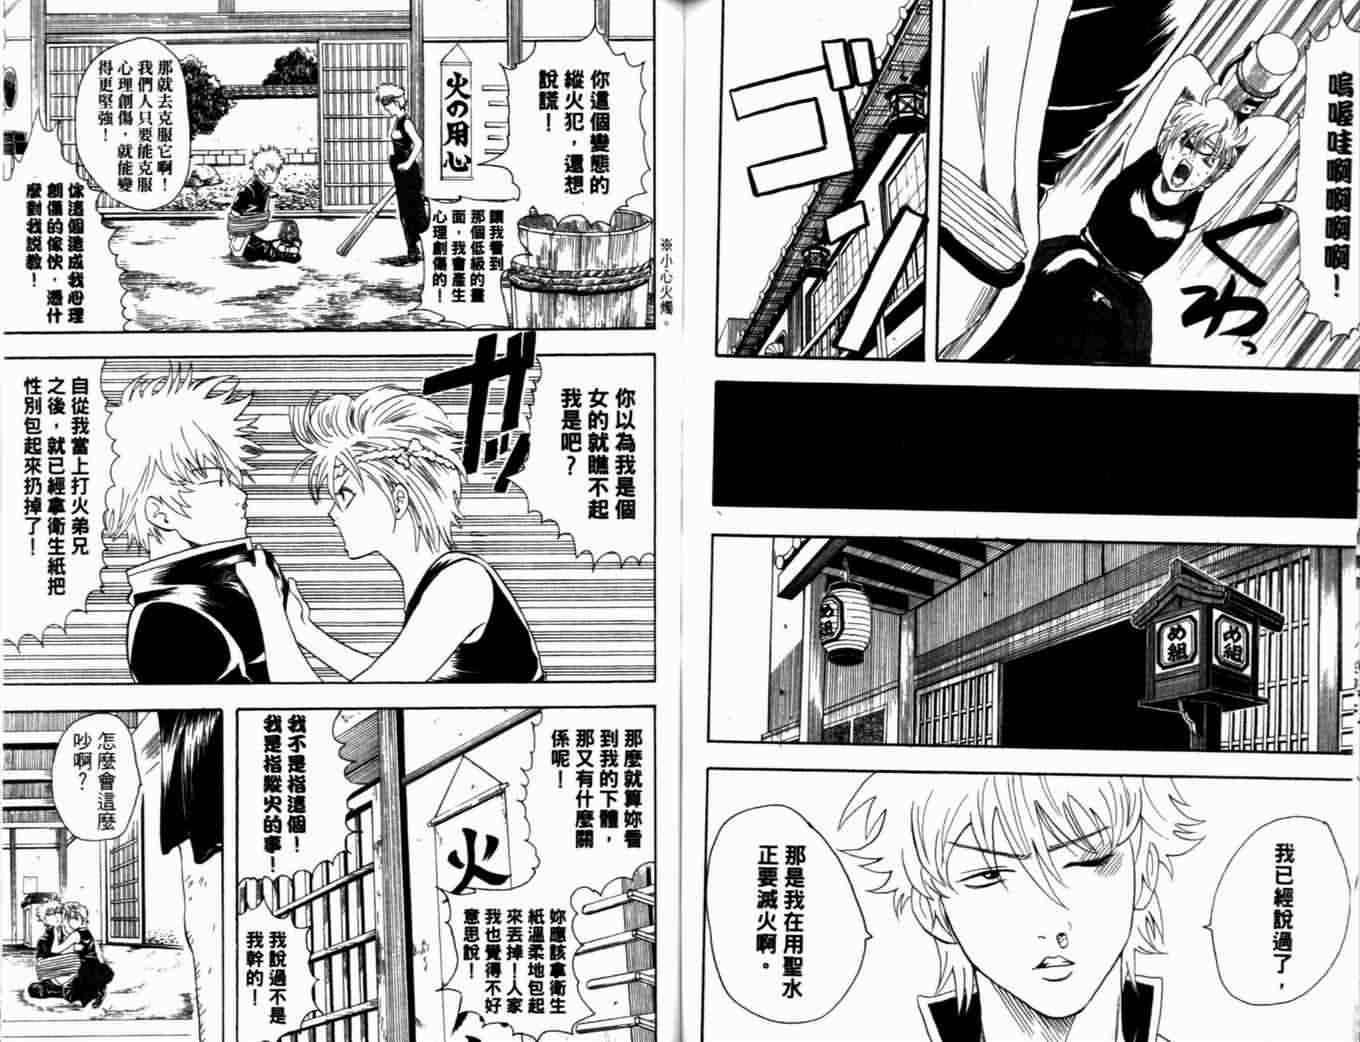 嗚喔哇啊啊啊啊！
くわっ
ゴンッ
め組
め組
め組
我已經說過了，
那是我在用聖水
正要滅火啊。
你這個變態的
縱火犯，還想
說謊！
讓我看到
那個低級的畫
面，我會產生
心理創傷的！
火の用心
※小心火燭。
那就去克服它啊！
我們人只要能克服
心理創傷，就能變
得更堅強！
你這個造成我心理
創傷的傢伙，憑什
麼對我說教！
你以為我是個
女的就瞧不起
我是吧？
ガッ
自從我當上打火弟兄
之後，就已經拿衛生紙把
性別包起來扔掉了！
那麼就算妳看
到我的下體，
那又有什麼關
係呢！
妳應該拿衛生
紙溫柔地包起
來丟掉！人家
我也覺得不好
意思說！
火
我不是指這個！
我是指縱火的事！
我說過不是
我幹的！
怎麼會這麼
吵啊？